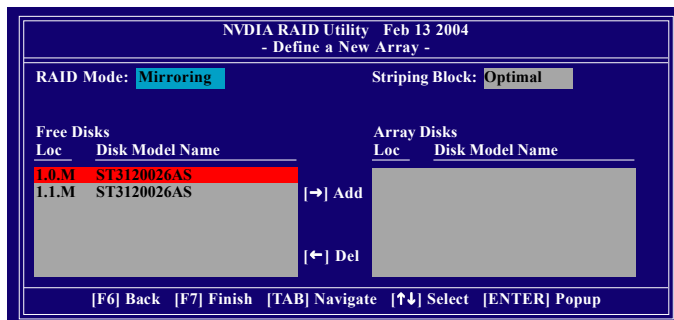 NVDIA RAID Utility Feb 13 2004
- Define a New Array -
RAID Mode: Mirroring Striping Block: Optimal
Free Disks Array Disks
Loc Disk Model Name Loc Disk Model Name
1.0.M ST3120026AS
1.1.M ST3120026AS
[→] Add
[←] Del
[F6] Back [F7] Finish [TAB] Navigate [↑↓] Select [ENTER] Popup